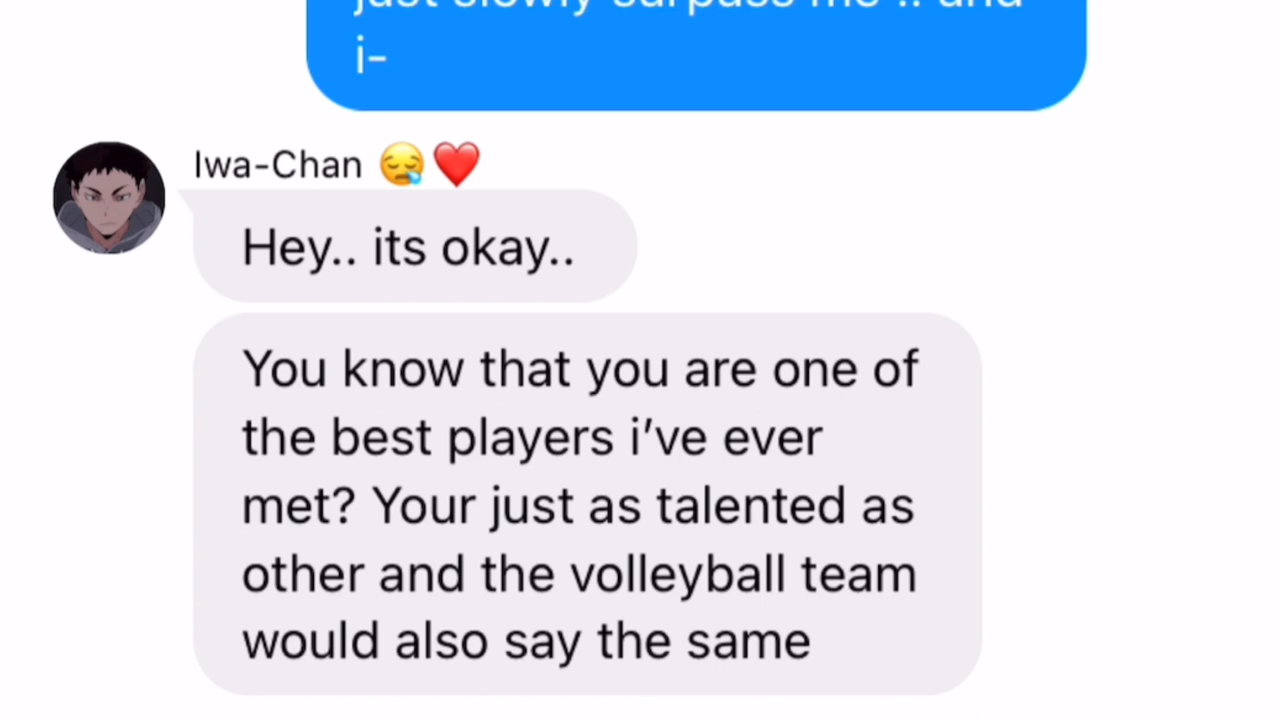 just slowly surpass me .. and
i-
Iwa-Chan 😪❤️
Hey.. its okay..
You know that you are one of
the best players i’ve ever
met? Your just as talented as
other and the volleyball team
would also say the same